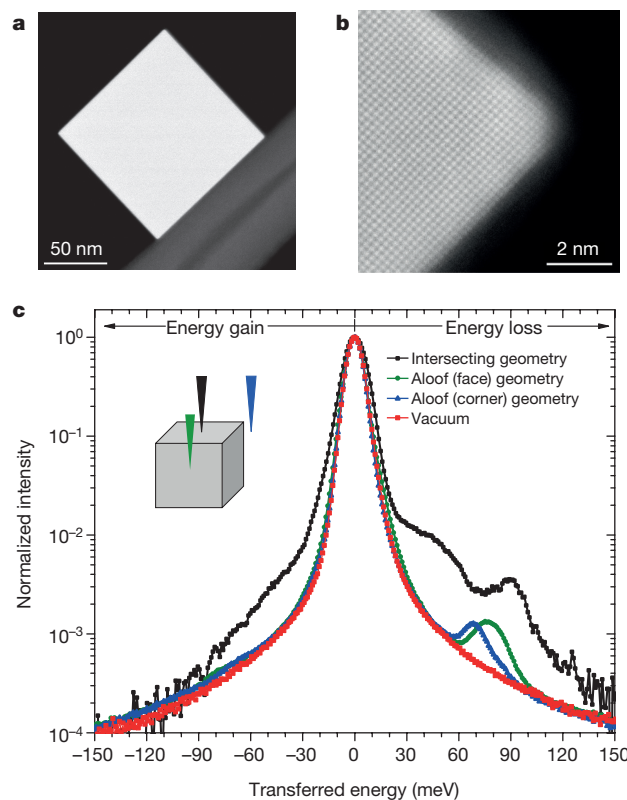 a
b
50 nm
2 nm
c
Energy gain
Energy loss
Intersecting geometry
Aloof (face) geometry
Aloof (corner) geometry
Vacuum
Normalized intensity
10⁰
10⁻¹
10⁻²
10⁻³
10⁻⁴
−150 −120 −90 −60 −30 0 30 60 90 120 150
Transferred energy (meV)